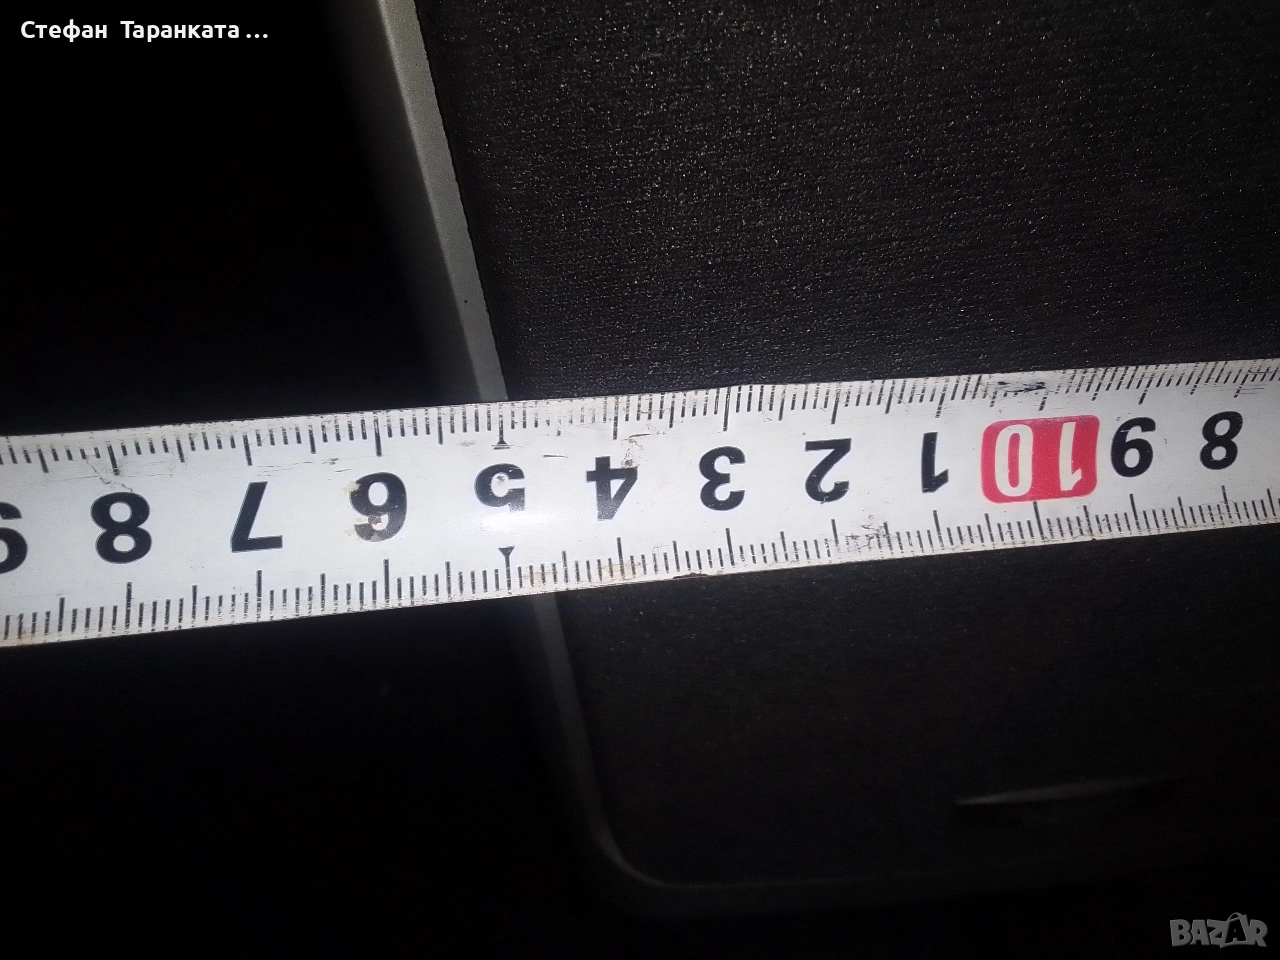 Стефан Таранката ...
9 8 7 6 5 4 3 2 1 10 9 8
BAZAR